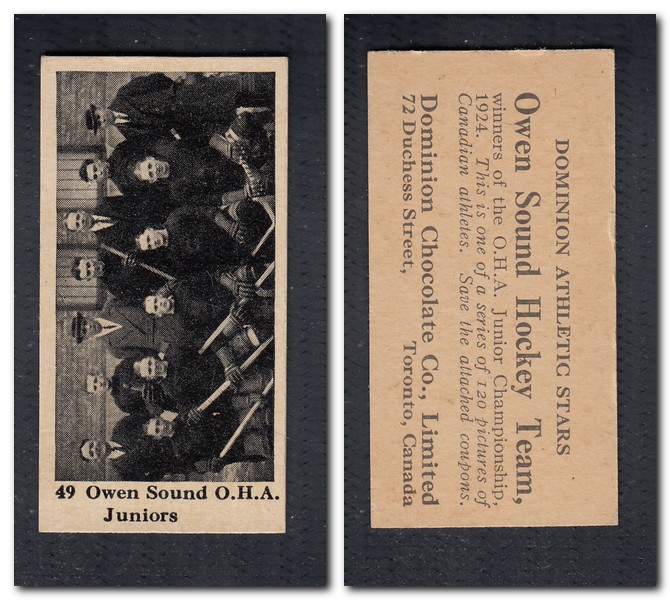 49 Owen Sound O.H.A.
Juniors
DOMINION ATHLETIC STARS
Owen Sound Hockey Team,
winners of the O.H.A. Junior Championship,
1924. This is one of a series of 120 pictures of
Canadian athletes. Save the attached coupons.
Dominion Chocolate Co., Limited
72 Duchess Street, Toronto, Canada